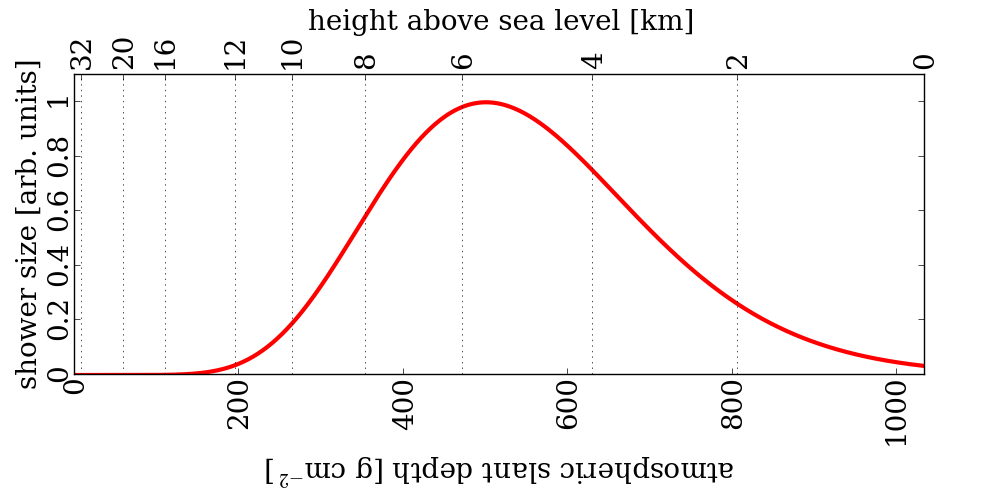 height above sea level [km]
32 20 16 12 10 8 6 4 2 0
shower size [arb. units]
1
0.8
0.6
0.4
0.2
0
0 200 400 600 800 1000
atmospheric slant depth [g cm⁻²]